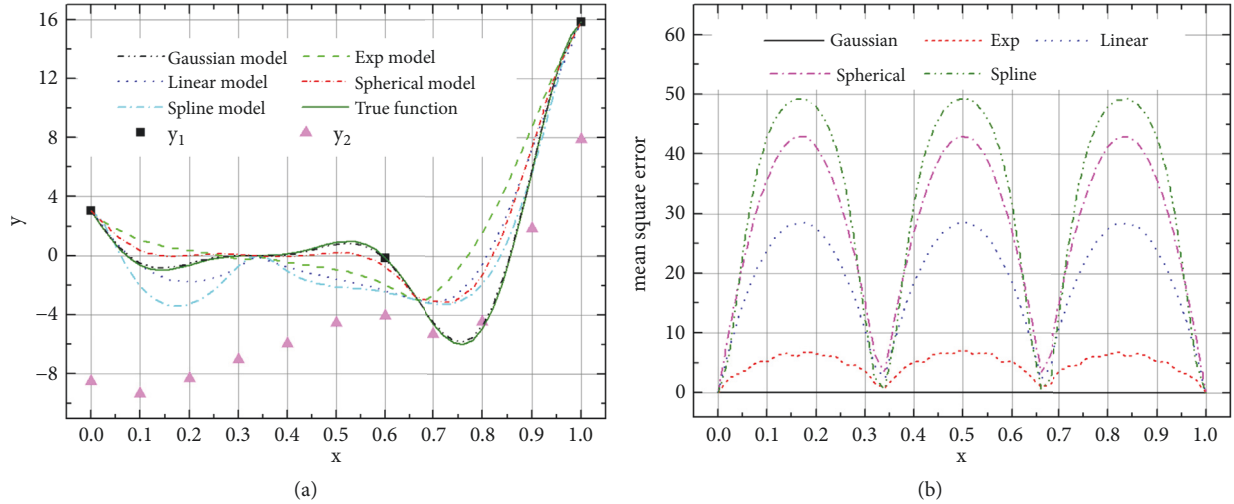 16
12
8
4
0
-4
-8
y
Gaussian model
Exp model
Linear model
Spherical model
Spline model
True function
y1
y2
0.0 0.1 0.2 0.3 0.4 0.5 0.6 0.7 0.8 0.9 1.0
x
(a)
60
50
40
30
20
10
0
mean square error
Gaussian Exp Linear
Spherical Spline
0.0 0.1 0.2 0.3 0.4 0.5 0.6 0.7 0.8 0.9 1.0
x
(b)